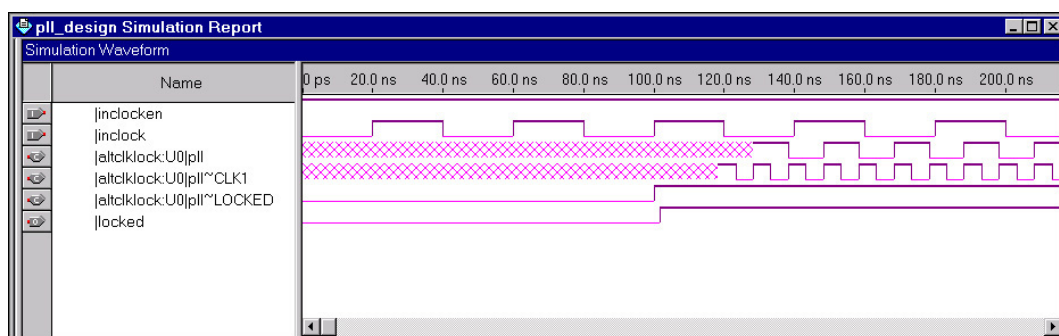 pll_design Simulation Report
Simulation Waveform
Name
0 ps 20.0 ns 40.0 ns 60.0 ns 80.0 ns 100.0 ns 120.0 ns 140.0 ns 160.0 ns 180.0 ns 200.0 ns
|inclocken
|inclock
|altclklock:U0|pll
|altclklock:U0|pll~CLK1
|altclklock:U0|pll~LOCKED
|locked